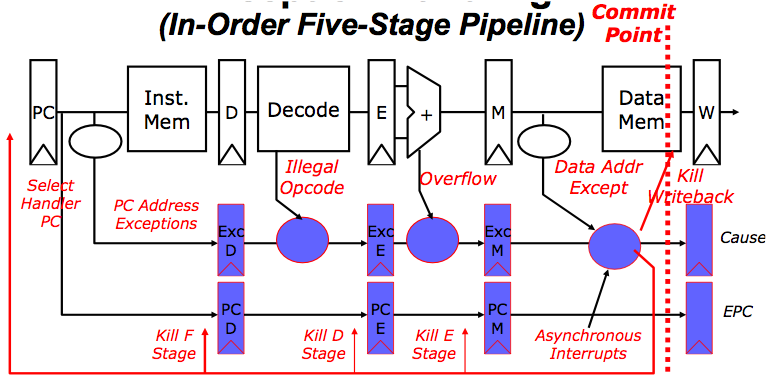 (In-Order Five-Stage Pipeline)
Commit
Point
PC
Inst.
Mem
D
Decode
E
+
M
Data
Mem
W
Select
Handler
PC
PC Address
Exceptions
Illegal
Opcode
Overflow
Data Addr
Except
Kill
Writeback
Exc
D
Exc
E
Exc
M
Cause
PC
D
PC
E
PC
M
EPC
Kill F
Stage
Kill D
Stage
Kill E
Stage
Asynchronous
Interrupts